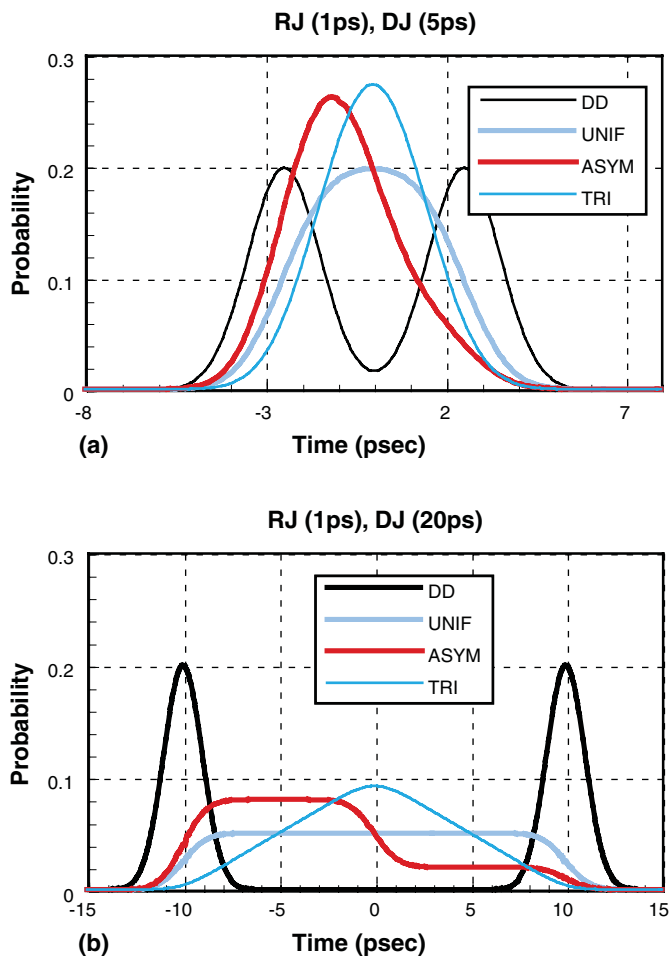 RJ (1ps), DJ (5ps)
0.3
0.2
0.1
0
Probability
DD
UNIF
ASYM
TRI
-8
-3
2
7
(a)
Time (psec)
RJ (1ps), DJ (20ps)
0.3
0.2
0.1
0
Probability
DD
UNIF
ASYM
TRI
-15
-10
-5
0
5
10
15
(b)
Time (psec)